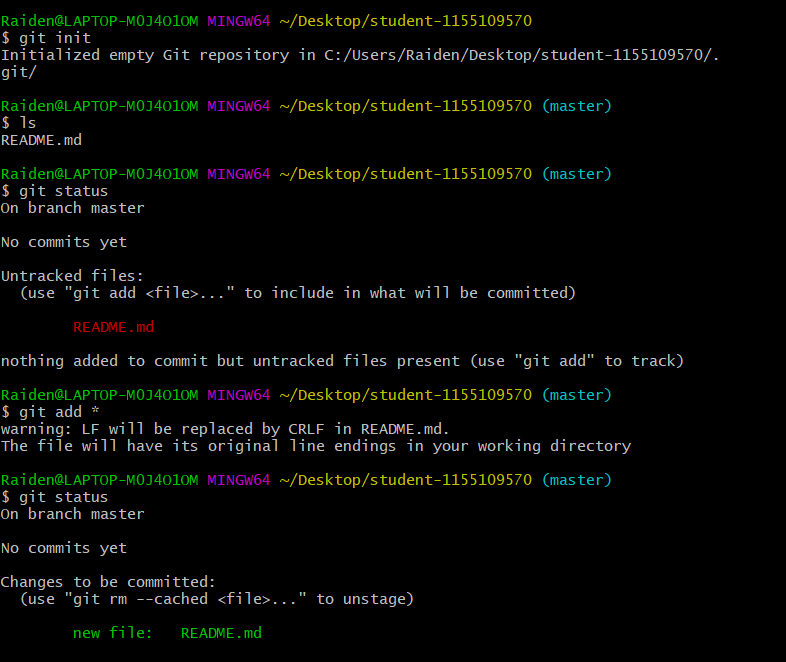 Raiden@LAPTOP-M0J4O1OM MINGW64 ~/Desktop/student-1155109570
$ git init
Initialized empty Git repository in C:/Users/Raiden/Desktop/student-1155109570/.
git/
Raiden@LAPTOP-M0J4O1OM MINGW64 ~/Desktop/student-1155109570 (master)
$ ls
README.md
Raiden@LAPTOP-M0J4O1OM MINGW64 ~/Desktop/student-1155109570 (master)
$ git status
On branch master
No commits yet
Untracked files:
  (use "git add <file>..." to include in what will be committed)
        README.md
nothing added to commit but untracked files present (use "git add" to track)
Raiden@LAPTOP-M0J4O1OM MINGW64 ~/Desktop/student-1155109570 (master)
$ git add *
warning: LF will be replaced by CRLF in README.md.
The file will have its original line endings in your working directory
Raiden@LAPTOP-M0J4O1OM MINGW64 ~/Desktop/student-1155109570 (master)
$ git status
On branch master
No commits yet
Changes to be committed:
  (use "git rm --cached <file>..." to unstage)
        new file:   README.md